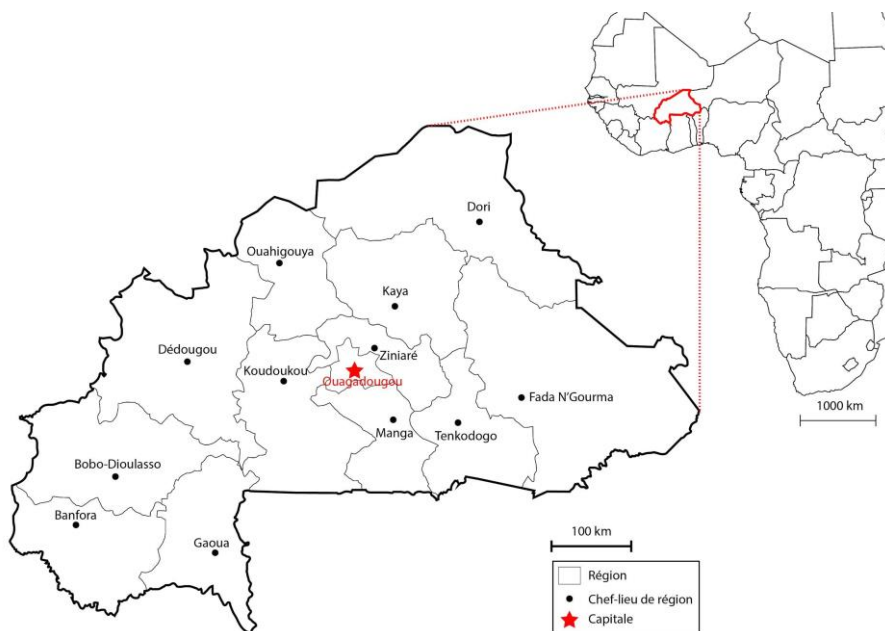 Dori
Ouahigouya
Kaya
Ziniaré
Dédougou
Koudoukou
Ouagadougou
Fada N'Gourma
Manga
Tenkodogo
Bobo-Dioulasso
Banfora
Gaoua
1000 km
100 km
Région
Chef-lieu de région
Capitale